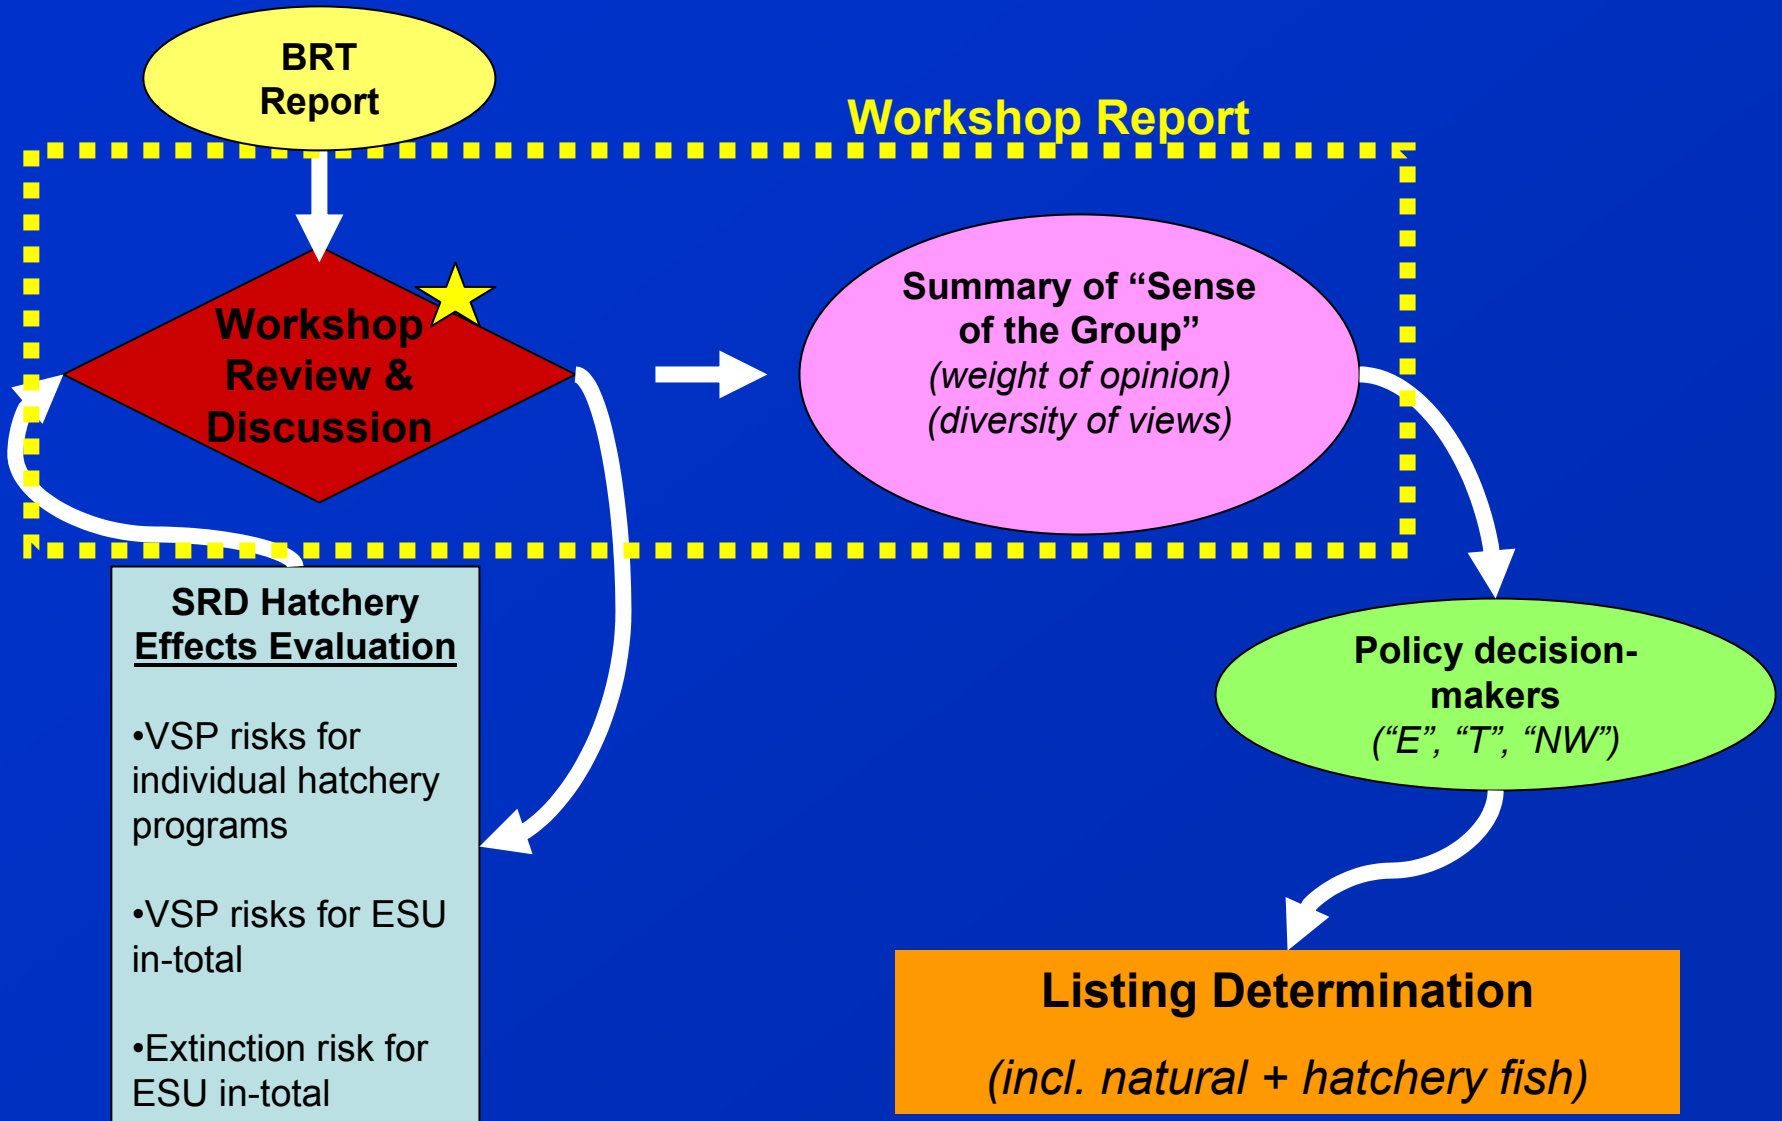 BRT
Report
Workshop Report
Workshop
Review &
Discussion
Summary of “Sense
of the Group”
(weight of opinion)
(diversity of views)
SRD Hatchery
Effects Evaluation
•VSP risks for
individual hatchery
programs
•VSP risks for ESU
in-total
•Extinction risk for
ESU in-total
Policy decision-
makers
(“E”, “T”, “NW”)
Listing Determination
(incl. natural + hatchery fish)